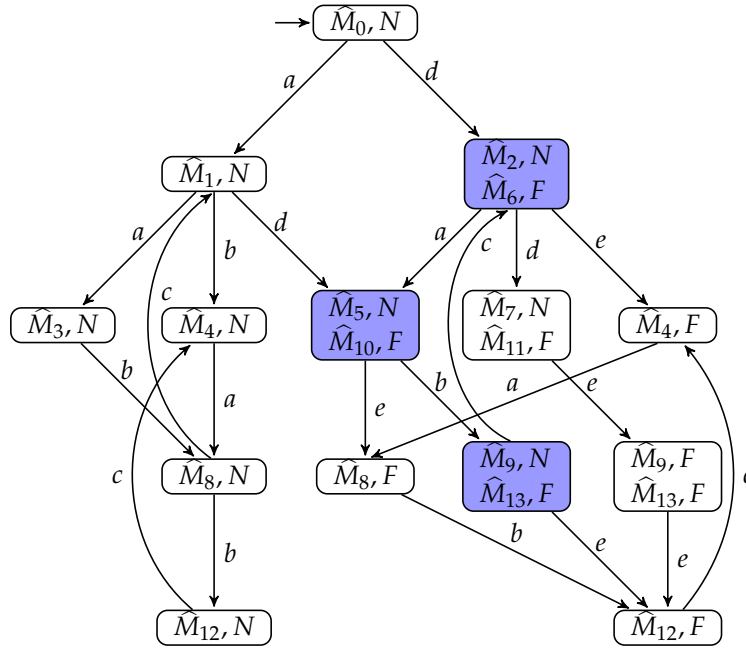 M̂₀, N
a
d
M̂₁, N
M̂₂, N
M̂₆, F
a
b
d
c
a
c
d
e
M̂₃, N
M̂₄, N
M̂₅, N
M̂₁₀, F
M̂₇, N
M̂₁₁, F
M̂₄, F
b
a
e
b
a
e
c
M̂₈, N
M̂₈, F
M̂₉, N
M̂₁₃, F
M̂₉, F
M̂₁₃, F
b
b
e
e
M̂₁₂, N
M̂₁₂, F